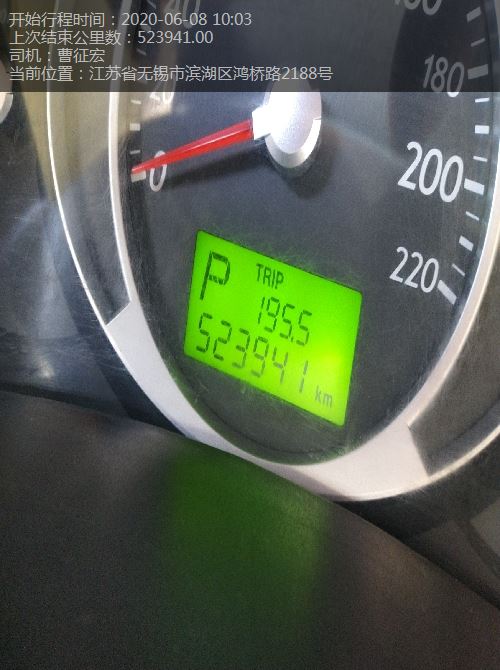 开始行程时间：2020-06-08 10:03
上次结束公里数：523941.00
司机：曹征宏
当前位置：江苏省无锡市滨湖区鸿桥路2188号
180
200
220
0
P TRIP
195.5
523941 km